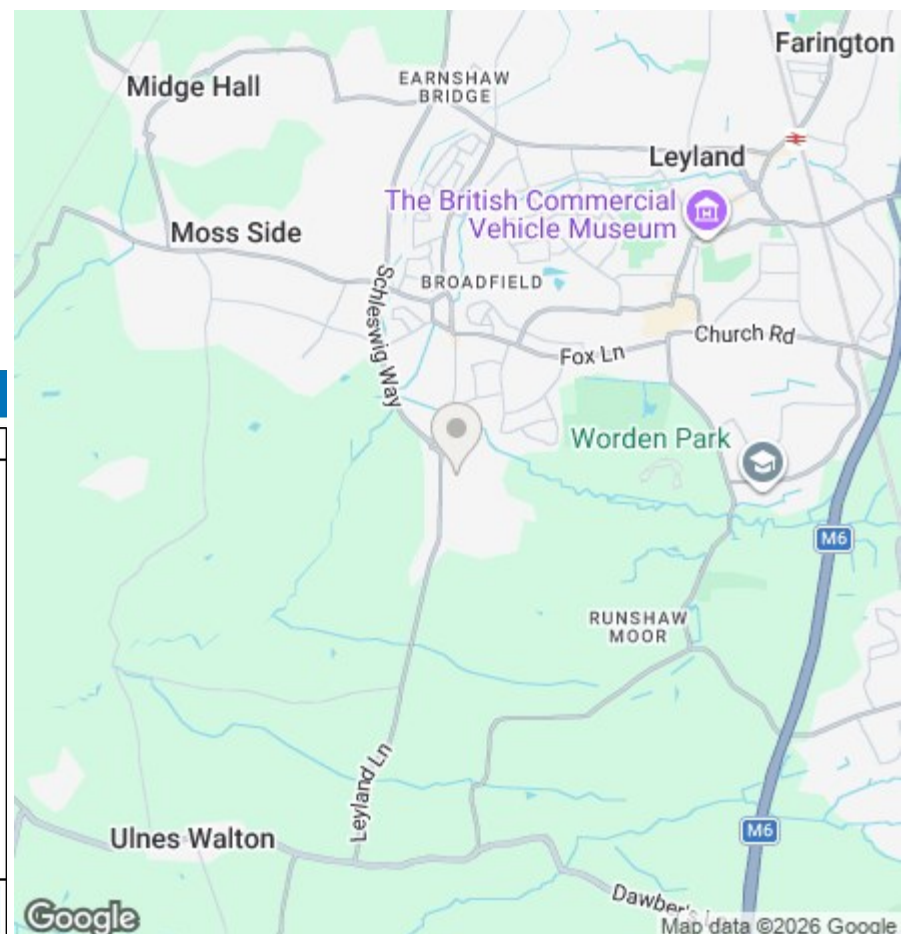 Farington
Midge Hall
EARNSHAW
BRIDGE
Leyland
The British Commercial
Vehicle Museum
Moss Side
Schleswig Way
BROADFIELD
Church Rd
Fox Ln
Worden Park
M6
RUNSHAW
MOOR
Leyland Ln
Ulnes Walton
M6
Dawber's Ln
Google
Map data ©2026 Google